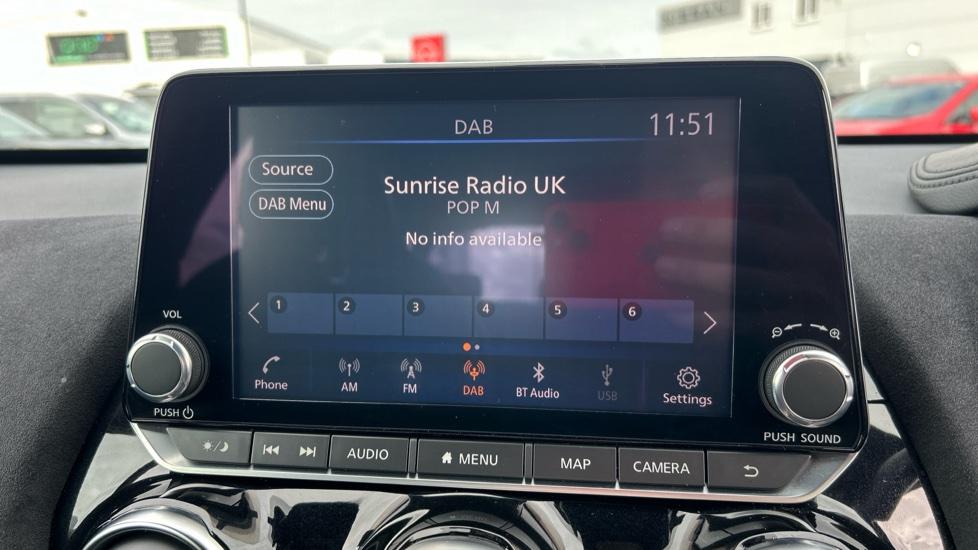 DAB
11:51
Source
Sunrise Radio UK
POP M
DAB Menu
No info available
1 2 3 4 5 6
VOL
Phone AM FM DAB BT Audio USB Settings
PUSH
PUSH SOUND
AUDIO MENU MAP CAMERA